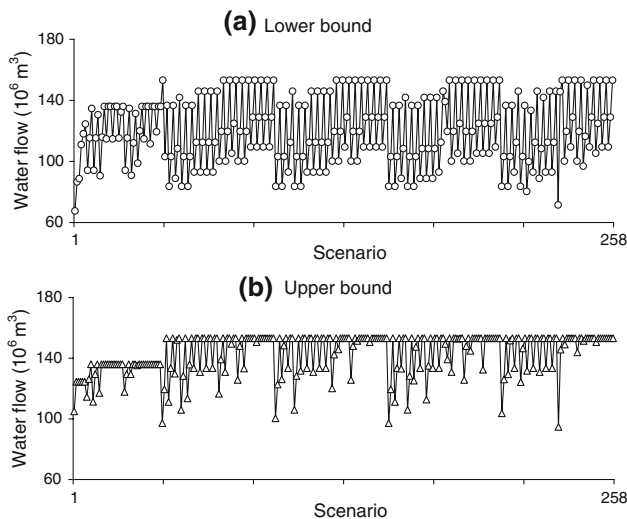 (a) Lower bound
Water flow (10⁶ m³)
180
140
100
60
1
258
Scenario
(b) Upper bound
Water flow (10⁶ m³)
180
140
100
60
1
258
Scenario